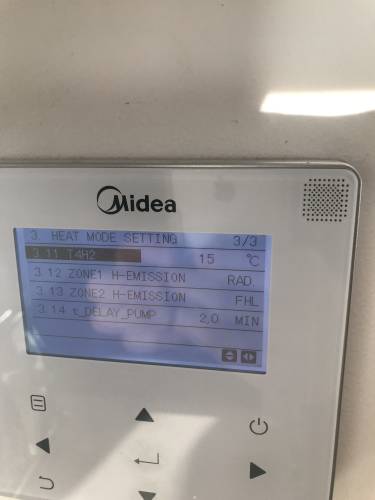 Midea
3. HEAT MODE SETTING 3/3
3.11 T4H2 15 ℃
3.12 ZONE1 H-EMISSION RAD.
3.13 ZONE2 H-EMISSION FHL
3.14 t_DELAY_PUMP 2,0 MIN